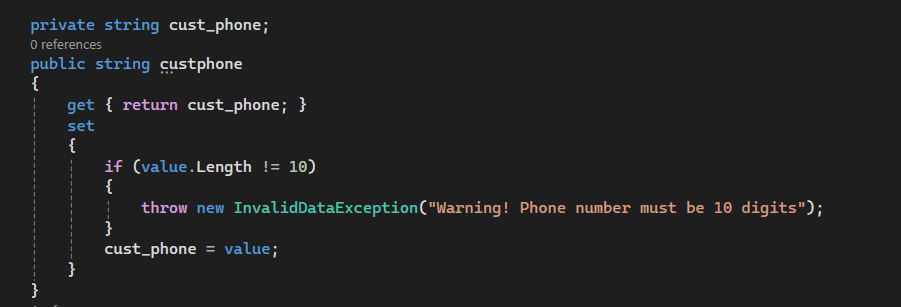 private string cust_phone;
0 references
public string custphone
{
get { return cust_phone; }
set
{
if (value.Length != 10)
{
throw new InvalidDataException("Warning! Phone number must be 10 digits");
}
cust_phone = value;
}
}